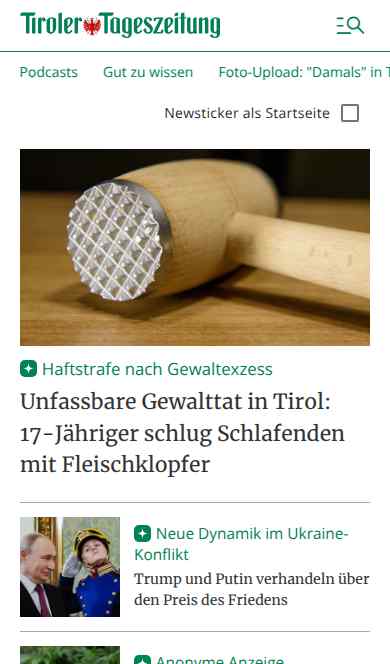 Tiroler Tageszeitung
Podcasts Gut zu wissen Foto-Upload: "Damals" in T
Newsticker als Startseite
Haftstrafe nach Gewaltexzess
Unfassbare Gewalttat in Tirol:
17-Jähriger schlug Schlafenden
mit Fleischklopfer
Neue Dynamik im Ukraine-
Konflikt
Trump und Putin verhandeln über
den Preis des Friedens
Anonyme Anzeige